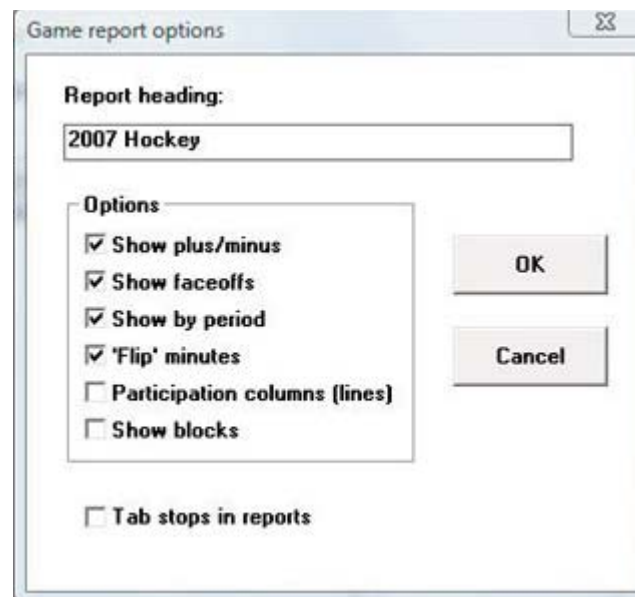 Game report options
Report heading:
2007 Hockey
Options
Show plus/minus
Show faceoffs
Show by period
'Flip' minutes
Participation columns (lines)
Show blocks
OK
Cancel
Tab stops in reports